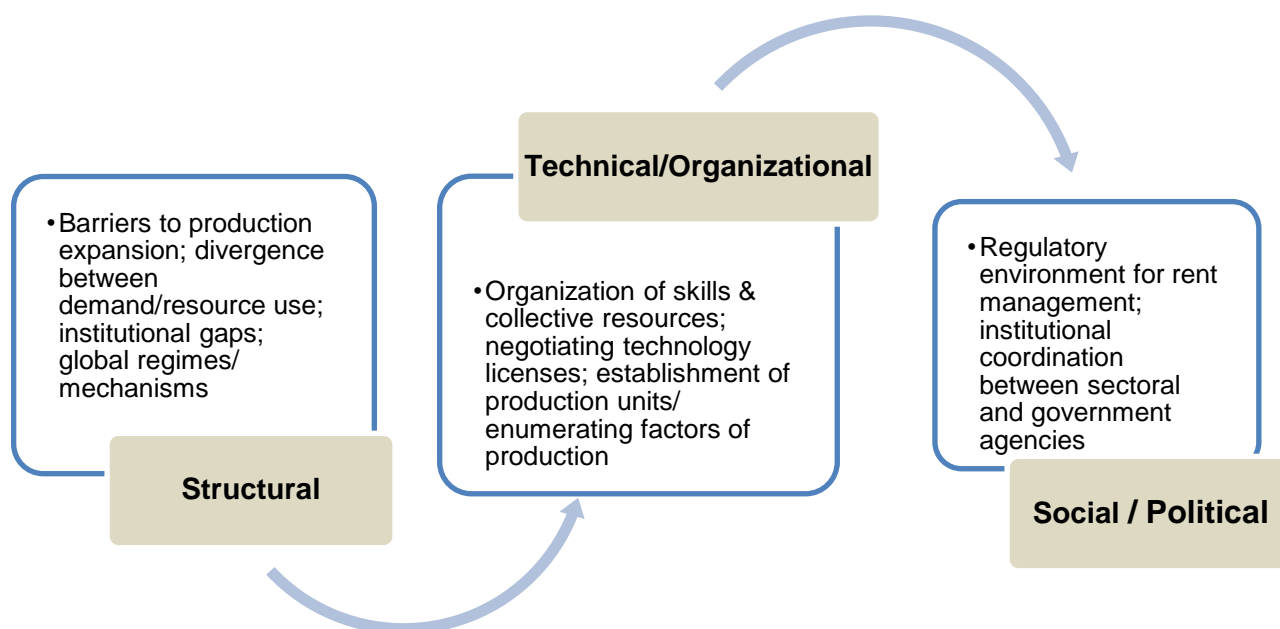 •Barriers to production
expansion; divergence
between
demand/resource use;
institutional gaps;
global regimes/
mechanisms
Structural
Technical/Organizational
•Organization of skills &
collective resources;
negotiating technology
licenses; establishment of
production units/
enumerating factors of
production
•Regulatory
environment for rent
management;
institutional
coordination
between sectoral
and government
agencies
Social / Political